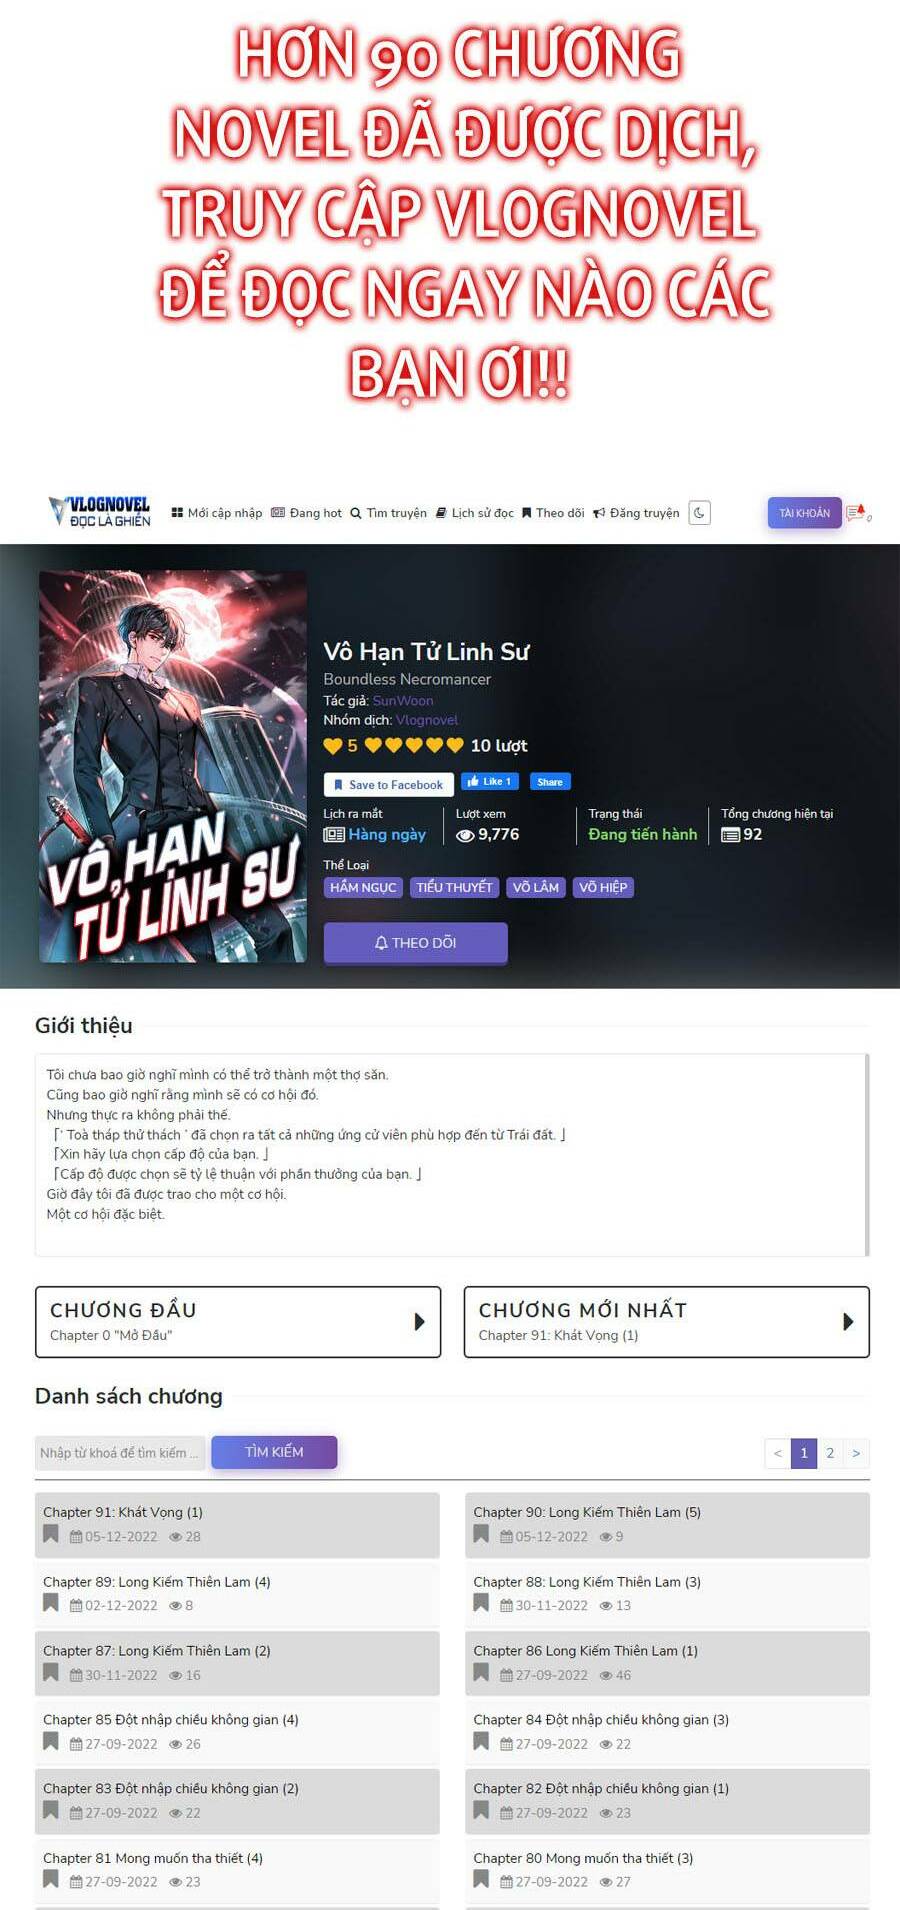 HƠN 90 CHƯƠNG
NOVEL ĐÃ ĐƯỢC DỊCH,
TRUY CẬP VLOGNOVEL
ĐỂ ĐỌC NGAY NÀO CÁC
BẠN ƠI!!
VLOGNOVEL
ĐỌC LÀ GHIỀN
Mới cập nhập Đang hot Tìm truyện Lịch sử đọc Theo dõi Đăng truyện TÀI KHOẢN 0
Vô Hạn Tử Linh Sư
Boundless Necromancer
Tác giả: SunWoon
Nhóm dịch: Vlognovel
5 10 lượt
Save to Facebook Like 1 Share
Lịch ra mắt Lượt xem Trạng thái Tổng chương hiện tại
Hàng ngày 9,776 Đang tiến hành 92
Thể Loại
HẦM NGỤC TIỂU THUYẾT VÕ LÂM VÕ HIỆP
THEO DÕI
VÔ HẠN
TỬ LINH SƯ
Giới thiệu
Tôi chưa bao giờ nghĩ mình có thể trở thành một thợ săn.
Cũng bao giờ nghĩ rằng mình sẽ có cơ hội đó.
Nhưng thực ra không phải thế.
⌈' Toà tháp thử thách ' đã chọn ra tất cả những ứng cử viên phù hợp đến từ Trái đất. ⌋
⌈Xin hãy lựa chọn cấp độ của bạn. ⌋
⌈Cấp độ được chọn sẽ tỷ lệ thuận với phần thưởng của bạn. ⌋
Giờ đây tôi đã được trao cho một cơ hội.
Một cơ hội đặc biệt.
CHƯƠNG ĐẦU
Chapter 0 "Mở Đầu"
CHƯƠNG MỚI NHẤT
Chapter 91: Khát Vọng (1)
Danh sách chương
Nhập từ khoá để tìm kiếm ... TÌM KIẾM < 1 2 >
Chapter 91: Khát Vọng (1)
05-12-2022 28
Chapter 90: Long Kiếm Thiên Lam (5)
05-12-2022 9
Chapter 89: Long Kiếm Thiên Lam (4)
02-12-2022 8
Chapter 88: Long Kiếm Thiên Lam (3)
30-11-2022 13
Chapter 87: Long Kiếm Thiên Lam (2)
30-11-2022 16
Chapter 86 Long Kiếm Thiên Lam (1)
27-09-2022 46
Chapter 85 Đột nhập chiều không gian (4)
27-09-2022 26
Chapter 84 Đột nhập chiều không gian (3)
27-09-2022 22
Chapter 83 Đột nhập chiều không gian (2)
27-09-2022 22
Chapter 82 Đột nhập chiều không gian (1)
27-09-2022 23
Chapter 81 Mong muốn tha thiết (4)
27-09-2022 23
Chapter 80 Mong muốn tha thiết (3)
27-09-2022 27